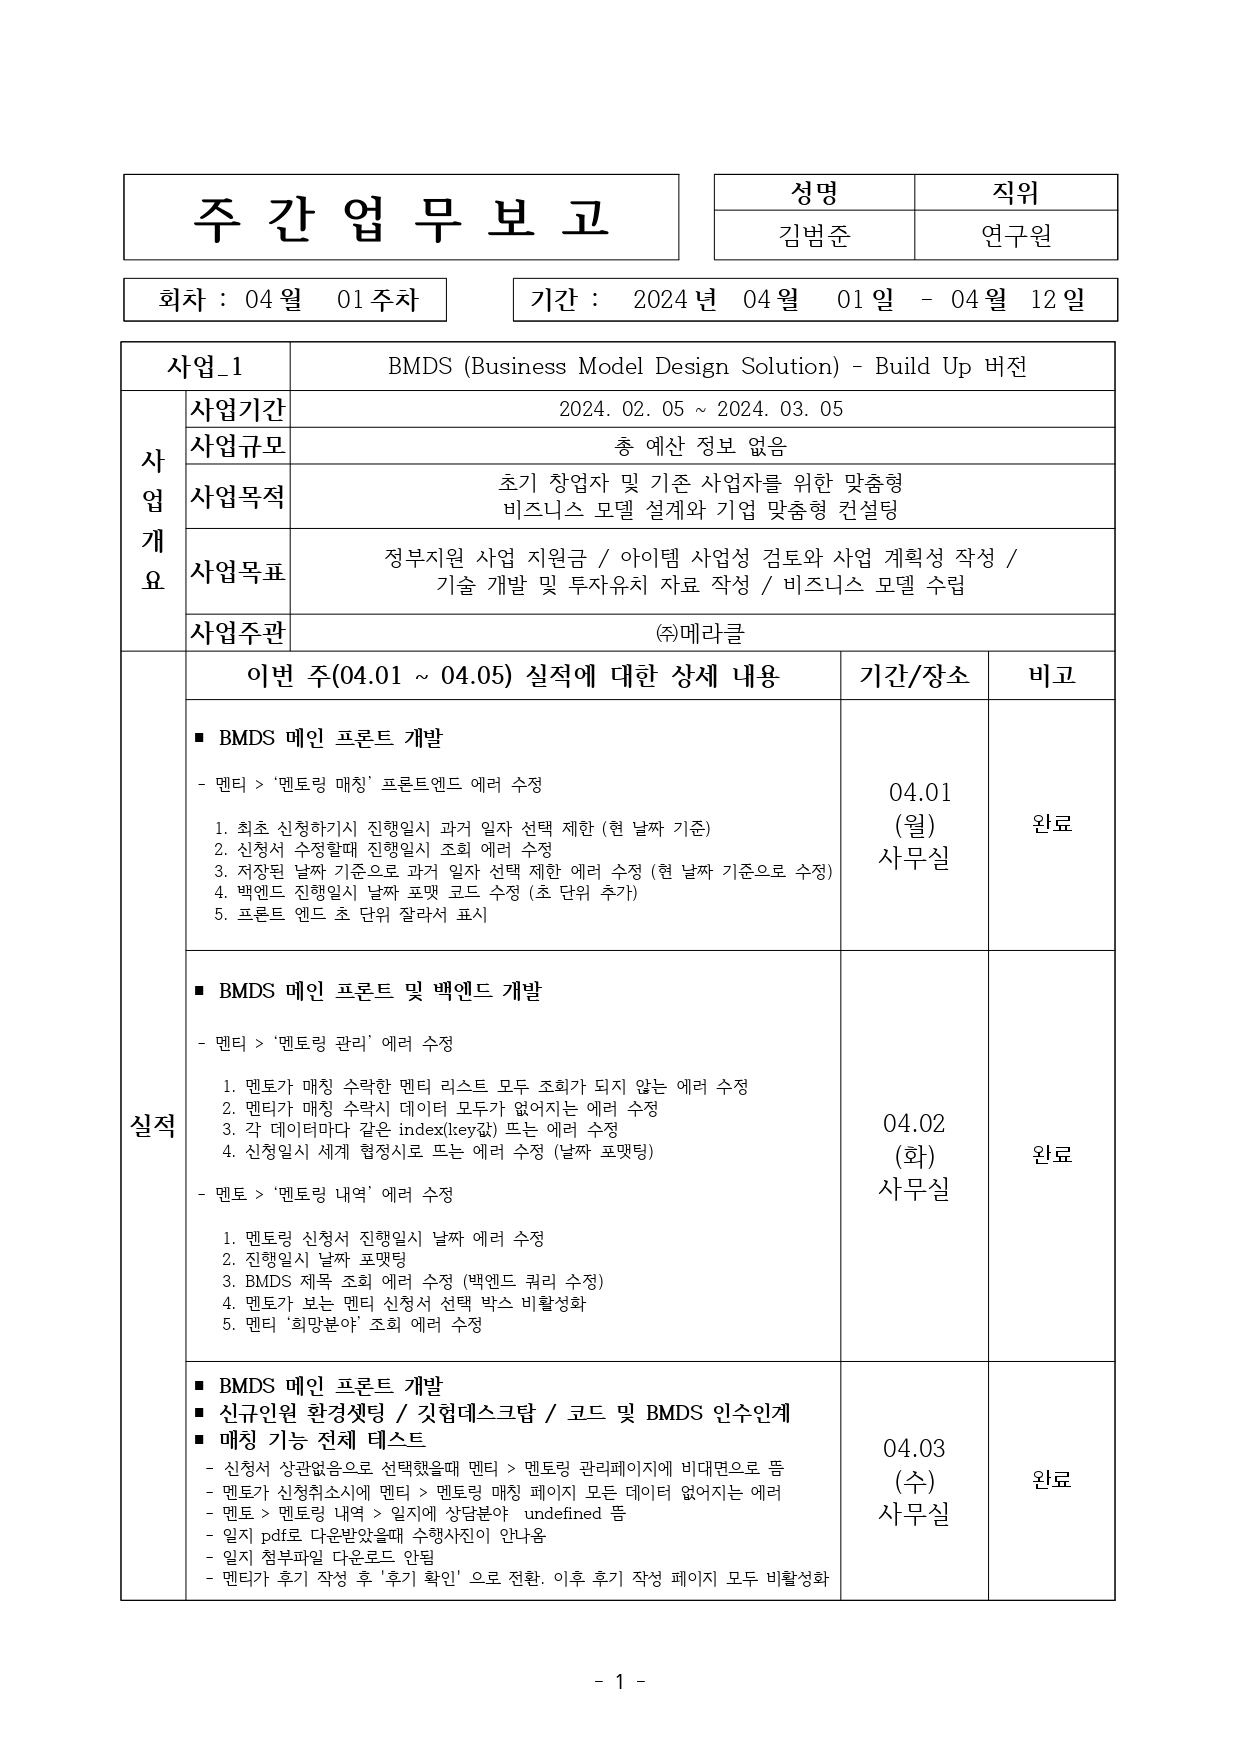 주 간 업 무 보 고
성명 직위
김범준 연구원
회차 : 04월 01주차
기간 : 2024년 04월 01일 - 04월 12일
사업_1 BMDS (Business Model Design Solution) - Build Up 버전
사업개요
사업기간 2024. 02. 05 ~ 2024. 03. 05
사업규모 총 예산 정보 없음
사업목적 초기 창업자 및 기존 사업자를 위한 맞춤형
비즈니스 모델 설계와 기업 맞춤형 컨설팅
사업목표 정부지원 사업 지원금 / 아이템 사업성 검토와 사업 계획성 작성 /
기술 개발 및 투자유치 자료 작성 / 비즈니스 모델 수립
사업주관 ㈜메라클
실적
이번 주(04.01 ~ 04.05) 실적에 대한 상세 내용 기간/장소 비고
■ BMDS 메인 프론트 개발
- 멘티 > ‘멘토링 매칭’ 프론트엔드 에러 수정
1. 최초 신청하기시 진행일시 과거 일자 선택 제한 (현 날짜 기준)
2. 신청서 수정할때 진행일시 조회 에러 수정
3. 저장된 날짜 기준으로 과거 일자 선택 제한 에러 수정 (현 날짜 기준으로 수정)
4. 백엔드 진행일시 날짜 포맷 코드 수정 (초 단위 추가)
5. 프론트 엔드 초 단위 잘라서 표시
04.01
(월)
사무실
완료
■ BMDS 메인 프론트 및 백엔드 개발
- 멘티 > ‘멘토링 관리’ 에러 수정
1. 멘토가 매칭 수락한 멘티 리스트 모두 조회가 되지 않는 에러 수정
2. 멘티가 매칭 수락시 데이터 모두가 없어지는 에러 수정
3. 각 데이터마다 같은 index(key값) 뜨는 에러 수정
4. 신청일시 세계 협정시로 뜨는 에러 수정 (날짜 포맷팅)
- 멘토 > ‘멘토링 내역’ 에러 수정
1. 멘토링 신청서 진행일시 날짜 에러 수정
2. 진행일시 날짜 포맷팅
3. BMDS 제목 조회 에러 수정 (백엔드 쿼리 수정)
4. 멘토가 보는 멘티 신청서 선택 박스 비활성화
5. 멘티 ‘희망분야’ 조회 에러 수정
04.02
(화)
사무실
완료
■ BMDS 메인 프론트 개발
■ 신규인원 환경셋팅 / 깃헙데스크탑 / 코드 및 BMDS 인수인계
■ 매칭 기능 전체 테스트
- 신청서 상관없음으로 선택했을때 멘티 > 멘토링 관리페이지에 비대면으로 뜸
- 멘토가 신청취소시에 멘티 > 멘토링 매칭 페이지 모든 데이터 없어지는 에러
- 멘토 > 멘토링 내역 > 일지에 상담분야 undefined 뜸
- 일지 pdf로 다운받았을때 수행사진이 안나옴
- 일지 첨부파일 다운로드 안됨
- 멘티가 후기 작성 후 '후기 확인' 으로 전환. 이후 후기 작성 페이지 모두 비활성화
04.03
(수)
사무실
완료
- 1 -